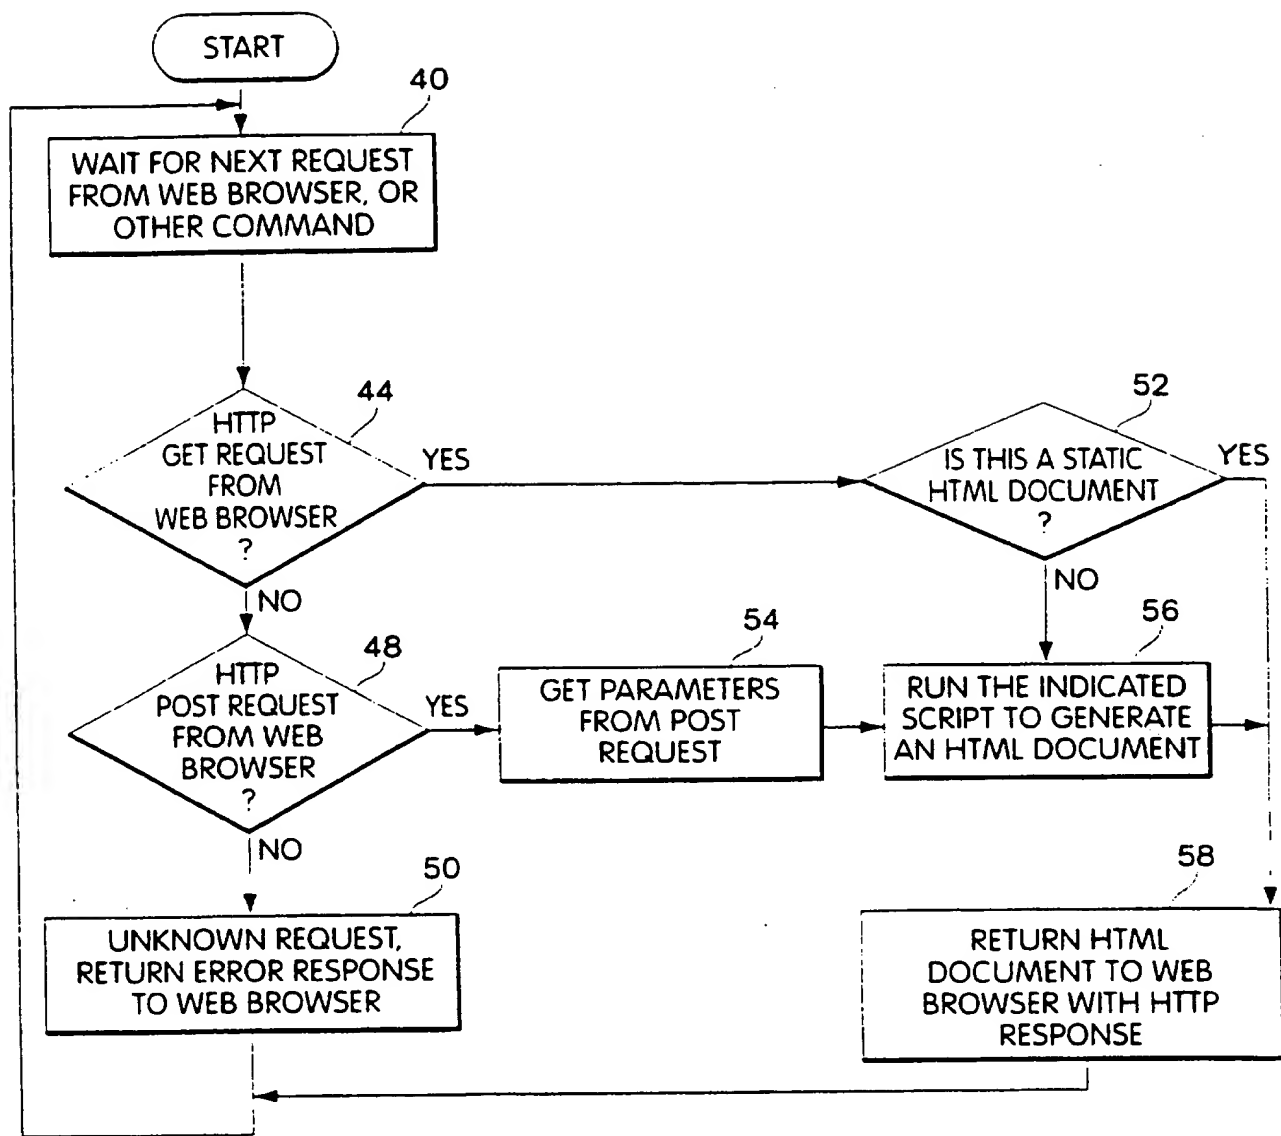 START
40
WAIT FOR NEXT REQUEST
FROM WEB BROWSER, OR
OTHER COMMAND
44
HTTP
GET REQUEST
FROM
WEB BROWSER
?
YES
NO
52
IS THIS A STATIC
HTML DOCUMENT
?
YES
NO
48
HTTP
POST REQUEST
FROM WEB
BROWSER
?
YES
NO
54
GET PARAMETERS
FROM POST
REQUEST
56
RUN THE INDICATED
SCRIPT TO GENERATE
AN HTML DOCUMENT
50
UNKNOWN REQUEST,
RETURN ERROR RESPONSE
TO WEB BROWSER
58
RETURN HTML
DOCUMENT TO WEB
BROWSER WITH HTTP
RESPONSE